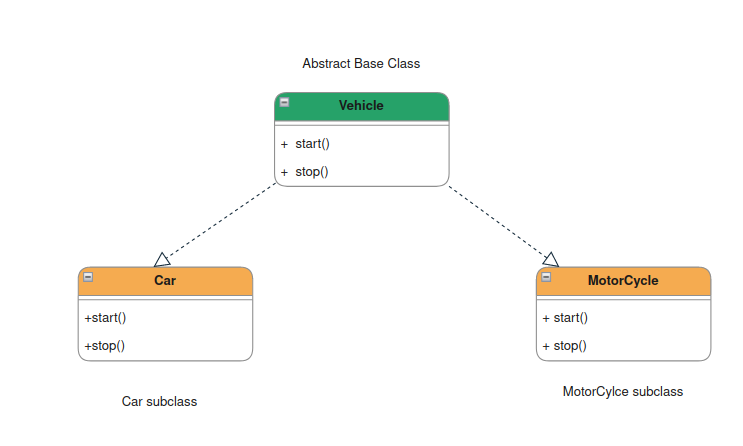 Abstract Base Class
Vehicle
+ start()
+ stop()
Car
+start()
+stop()
Car subclass
MotorCycle
+ start()
+ stop()
MotorCylce subclass